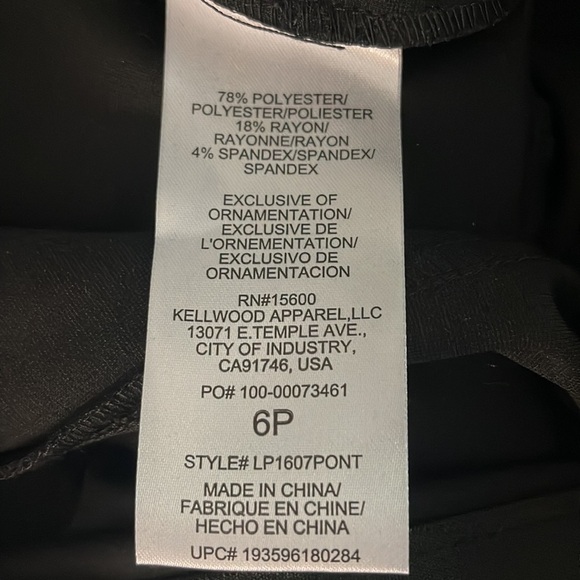 78% POLYESTER/
POLYESTER/POLIESTER
18% RAYON/
RAYONNE/RAYON
4% SPANDEX/SPANDEX/
SPANDEX
EXCLUSIVE OF
ORNAMENTATION/
EXCLUSIVE DE
L'ORNEMENTATION/
EXCLUSIVO DE
ORNAMENTACION
RN#15600
KELLWOOD APPAREL,LLC
13071 E.TEMPLE AVE.,
CITY OF INDUSTRY,
CA91746, USA
PO# 100-00073461
6P
STYLE# LP1607PONT
MADE IN CHINA/
FABRIQUE EN CHINE/
HECHO EN CHINA
UPC# 193596180284